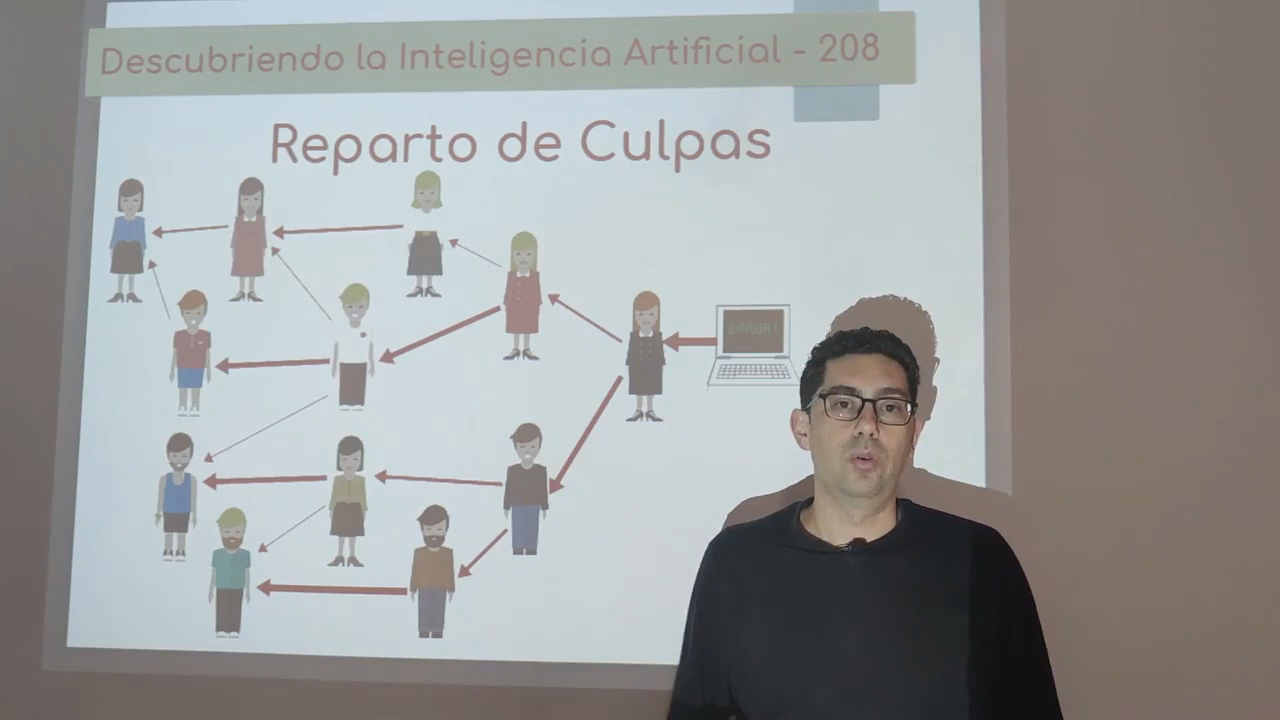 Descubriendo la Inteligencia Artificial - 208
Reparto de Culpas
ERROR!